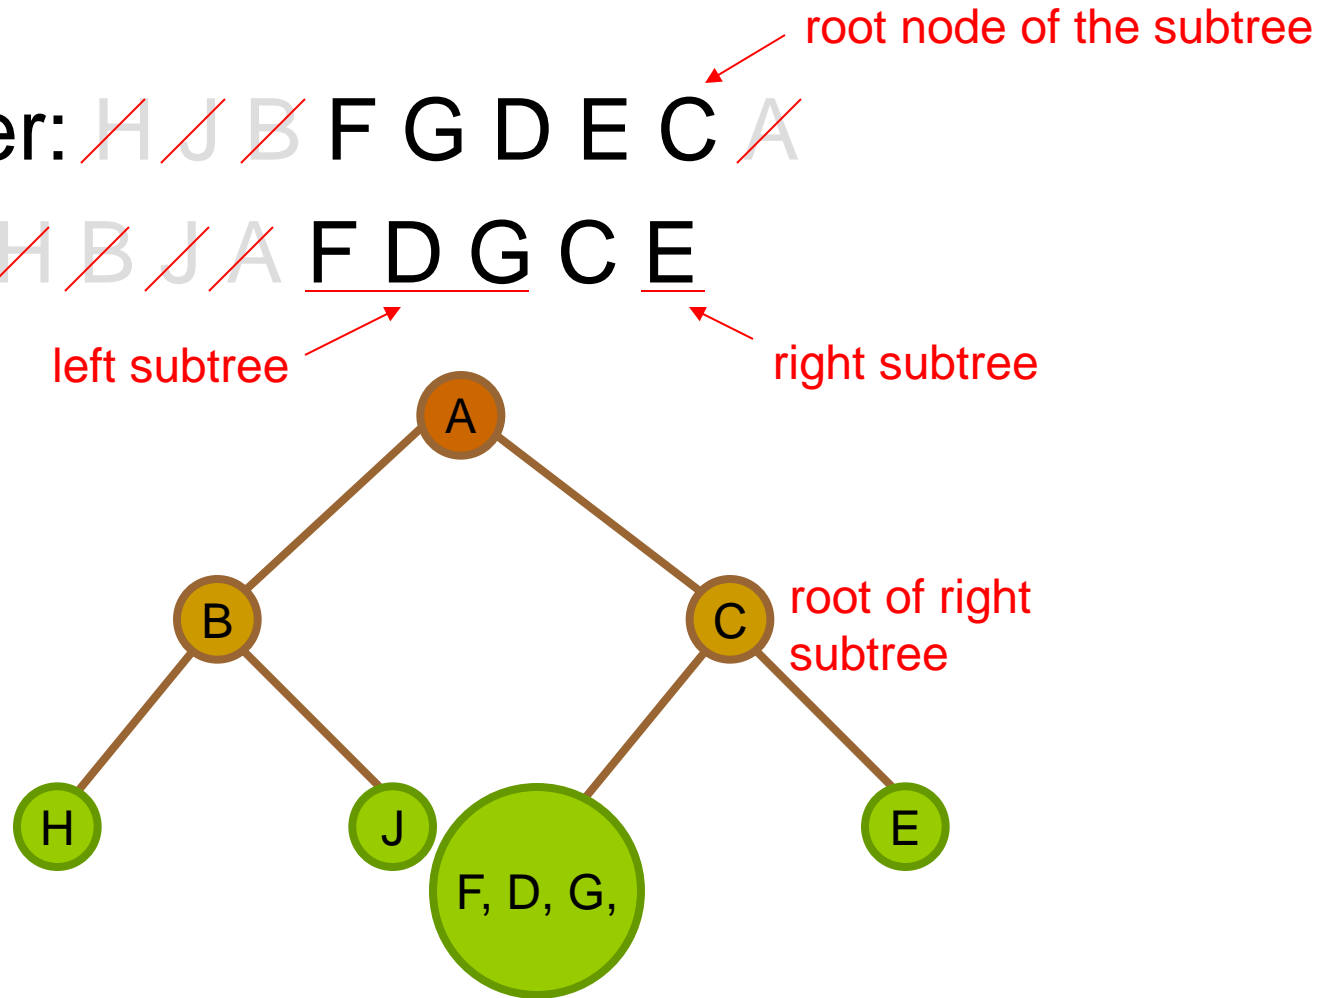 root node of the subtree
er: H J B F G D E C A
H B J A F D G C E
left subtree
right subtree
A
B
C
root of right
subtree
H
J
E
F, D, G,